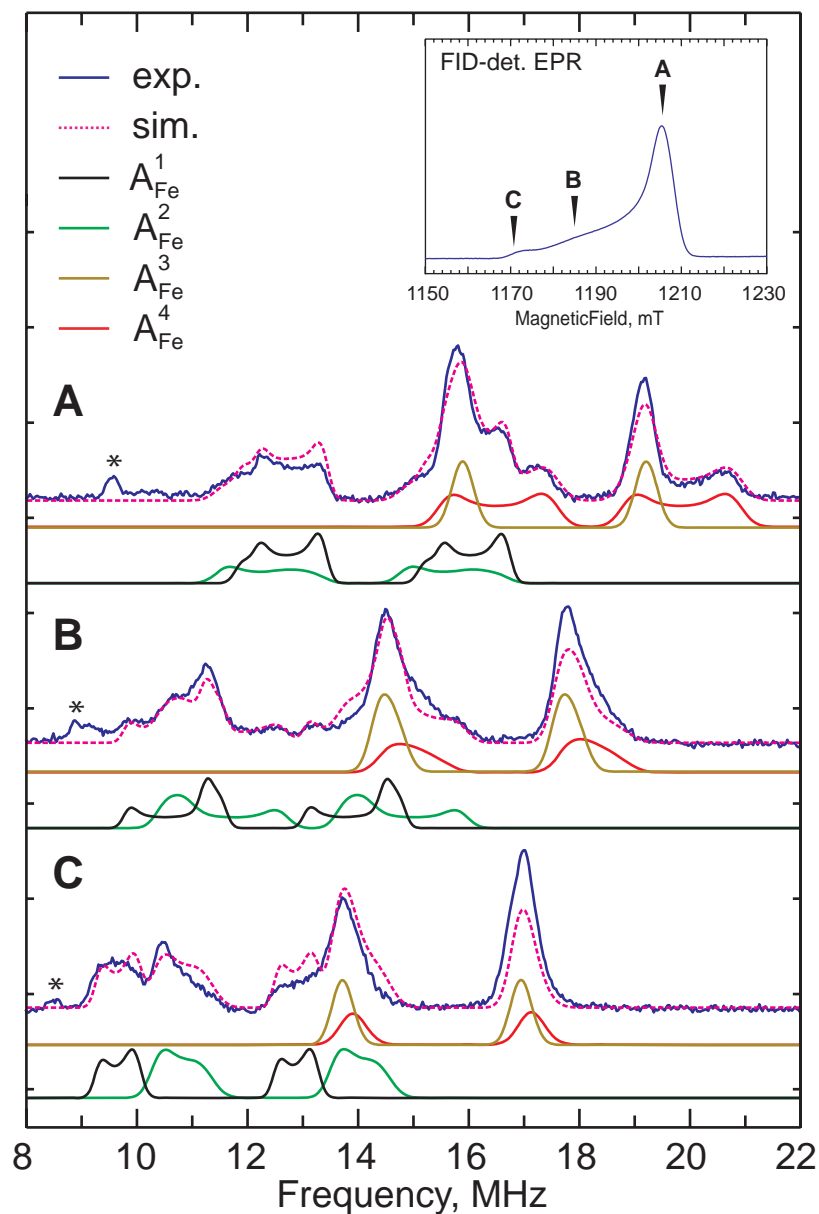 exp.
sim.
A¹Fe
A²Fe
A³Fe
A⁴Fe
FID-det. EPR
A
B
C
1150 1170 1190 1210 1230
MagneticField, mT
A
*
B
*
C
*
8 10 12 14 16 18 20 22
Frequency, MHz